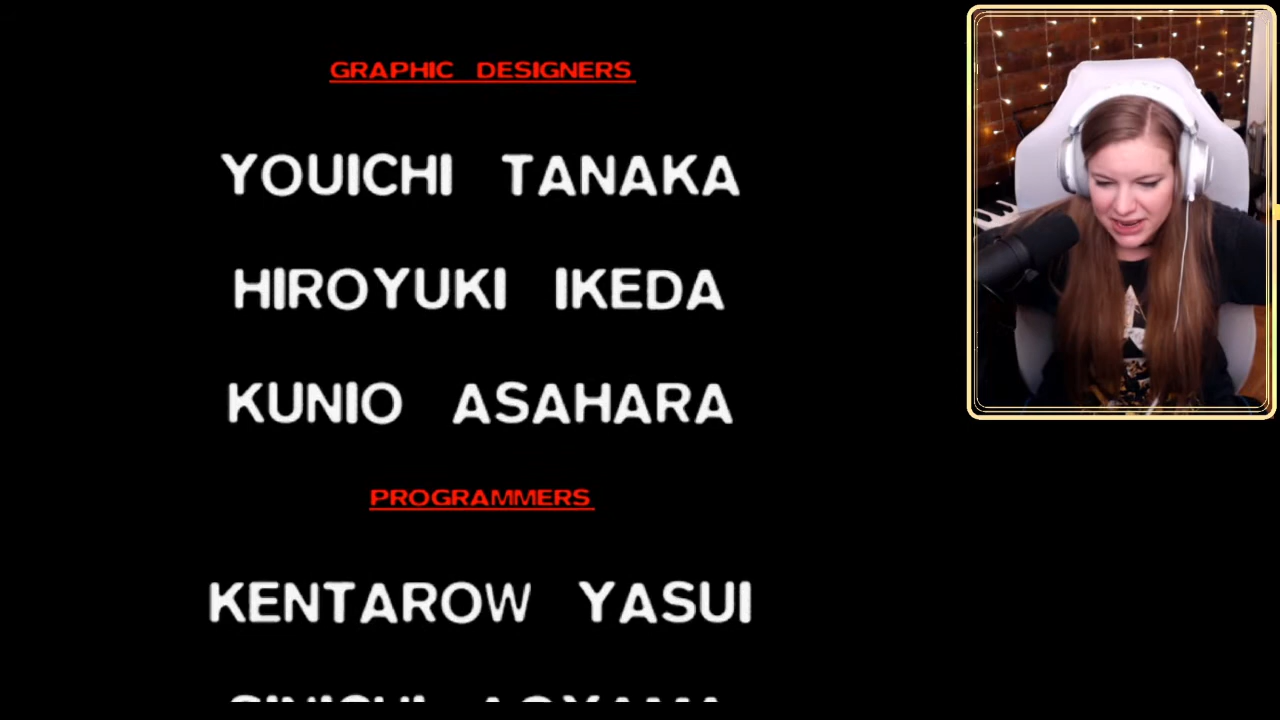 GRAPHIC DESIGNERS
YOUICHI TANAKA
HIROYUKI IKEDA
KUNIO ASAHARA
PROGRAMMERS
KENTAROW YASUI